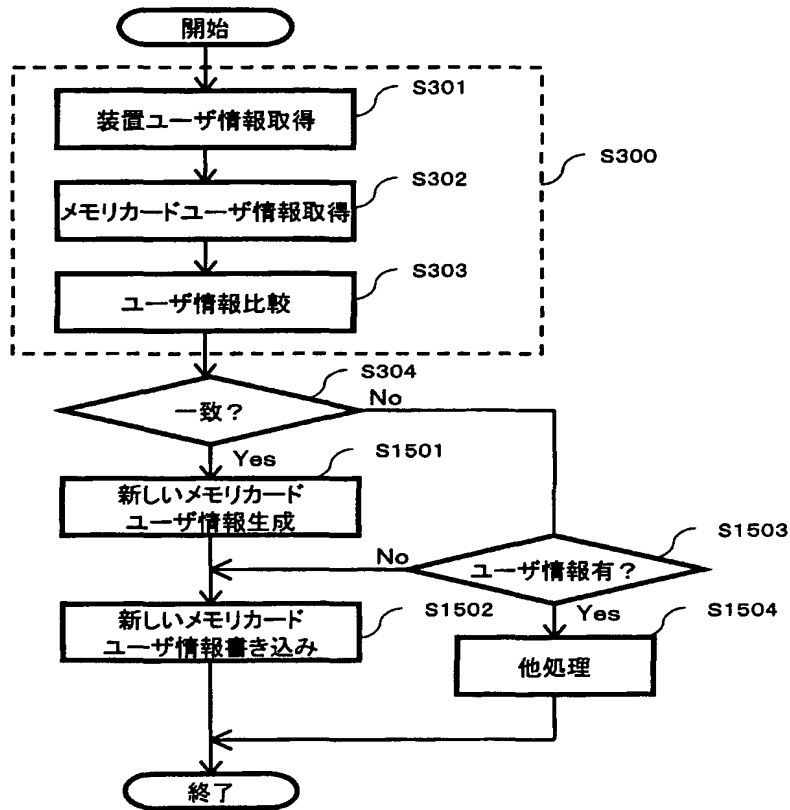 開始
S301
装置ユーザ情報取得
S300
S302
メモリカードユーザ情報取得
S303
ユーザ情報比較
S304
一致？
No
Yes
S1501
新しいメモリカード
ユーザ情報生成
No
S1503
ユーザ情報有？
S1502
新しいメモリカード
ユーザ情報書き込み
Yes
S1504
他処理
終了